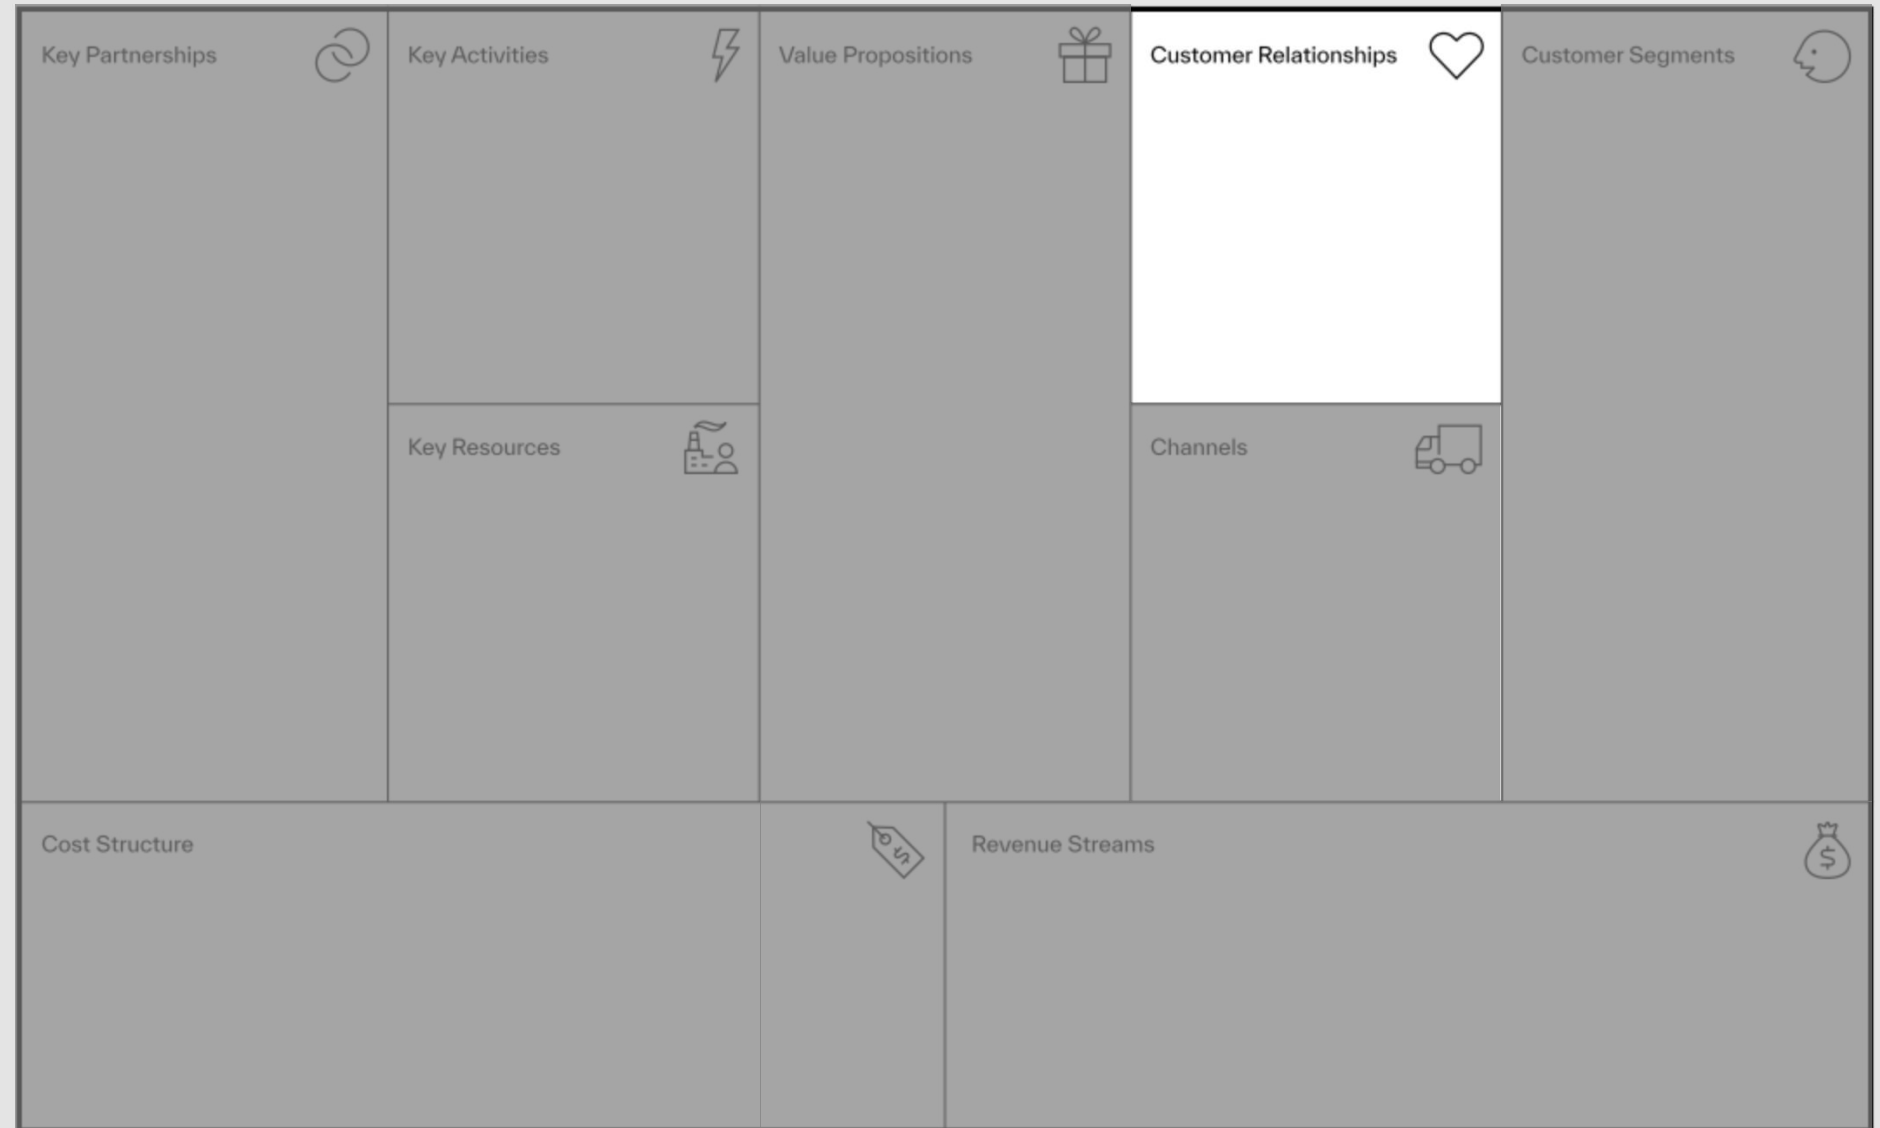 Key Partnerships
Key Activities
Value Propositions
Customer Relationships
Customer Segments
Key Resources
Channels
Cost Structure
$
Revenue Streams
$